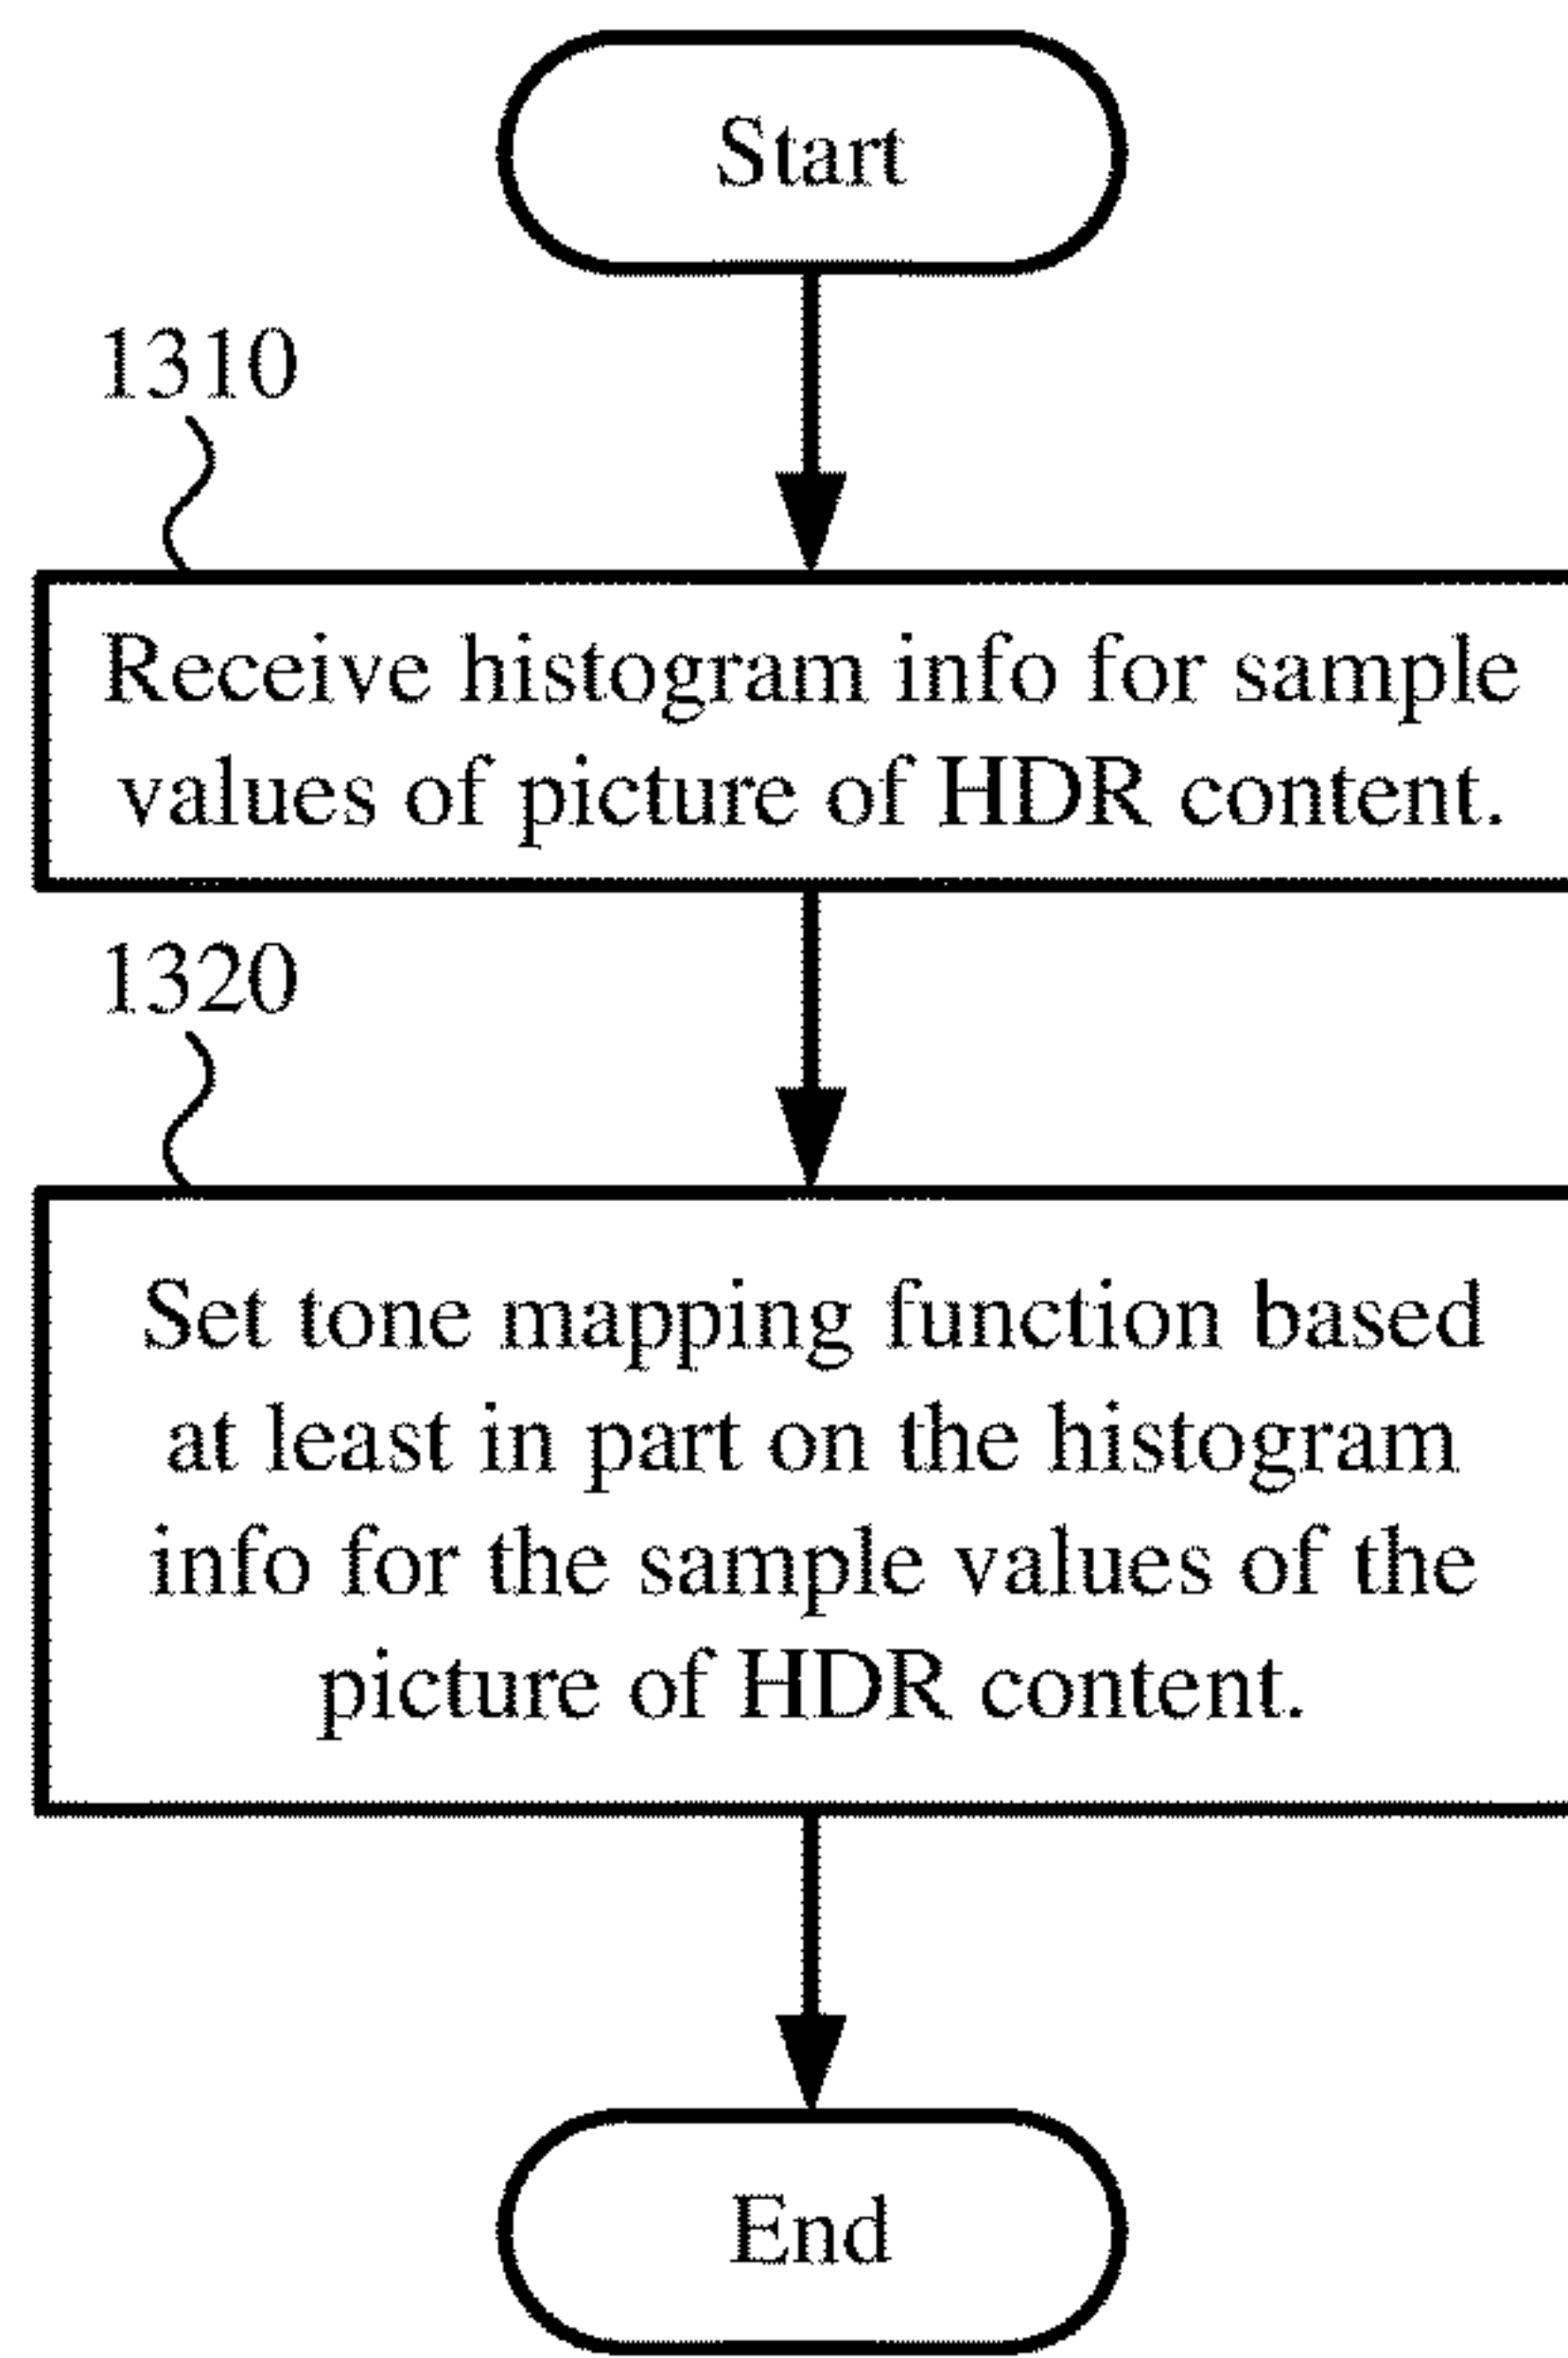 Start
1310
Receive histogram info for sample
values of picture of HDR content.
1320
Set tone mapping function based
at least in part on the histogram
info for the sample values of the
picture of HDR content.
End